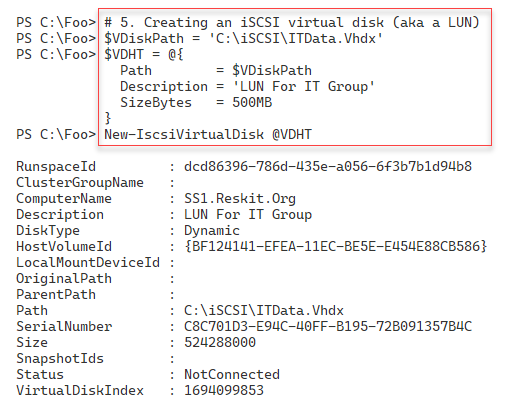 PS C:\Foo> # 5. Creating an iSCSI virtual disk (aka a LUN)
PS C:\Foo> $VDiskPath = 'C:\iSCSI\ITData.Vhdx'
PS C:\Foo> $VDHT = @{
             Path        = $VDiskPath
             Description = 'LUN For IT Group'
             SizeBytes   = 500MB
           }
PS C:\Foo> New-IscsiVirtualDisk @VDHT
RunspaceId         : dcd86396-786d-435e-a056-6f3b7b1d94b8
ClusterGroupName   :
ComputerName       : SS1.Reskit.Org
Description        : LUN For IT Group
DiskType           : Dynamic
HostVolumeId       : {BF124141-EFEA-11EC-BE5E-E454E88CB586}
LocalMountDeviceId :
OriginalPath       :
ParentPath         :
Path               : C:\iSCSI\ITData.Vhdx
SerialNumber       : C8C701D3-E94C-40FF-B195-72B091357B4C
Size               : 524288000
SnapshotIds        :
Status             : NotConnected
VirtualDiskIndex   : 1694099853